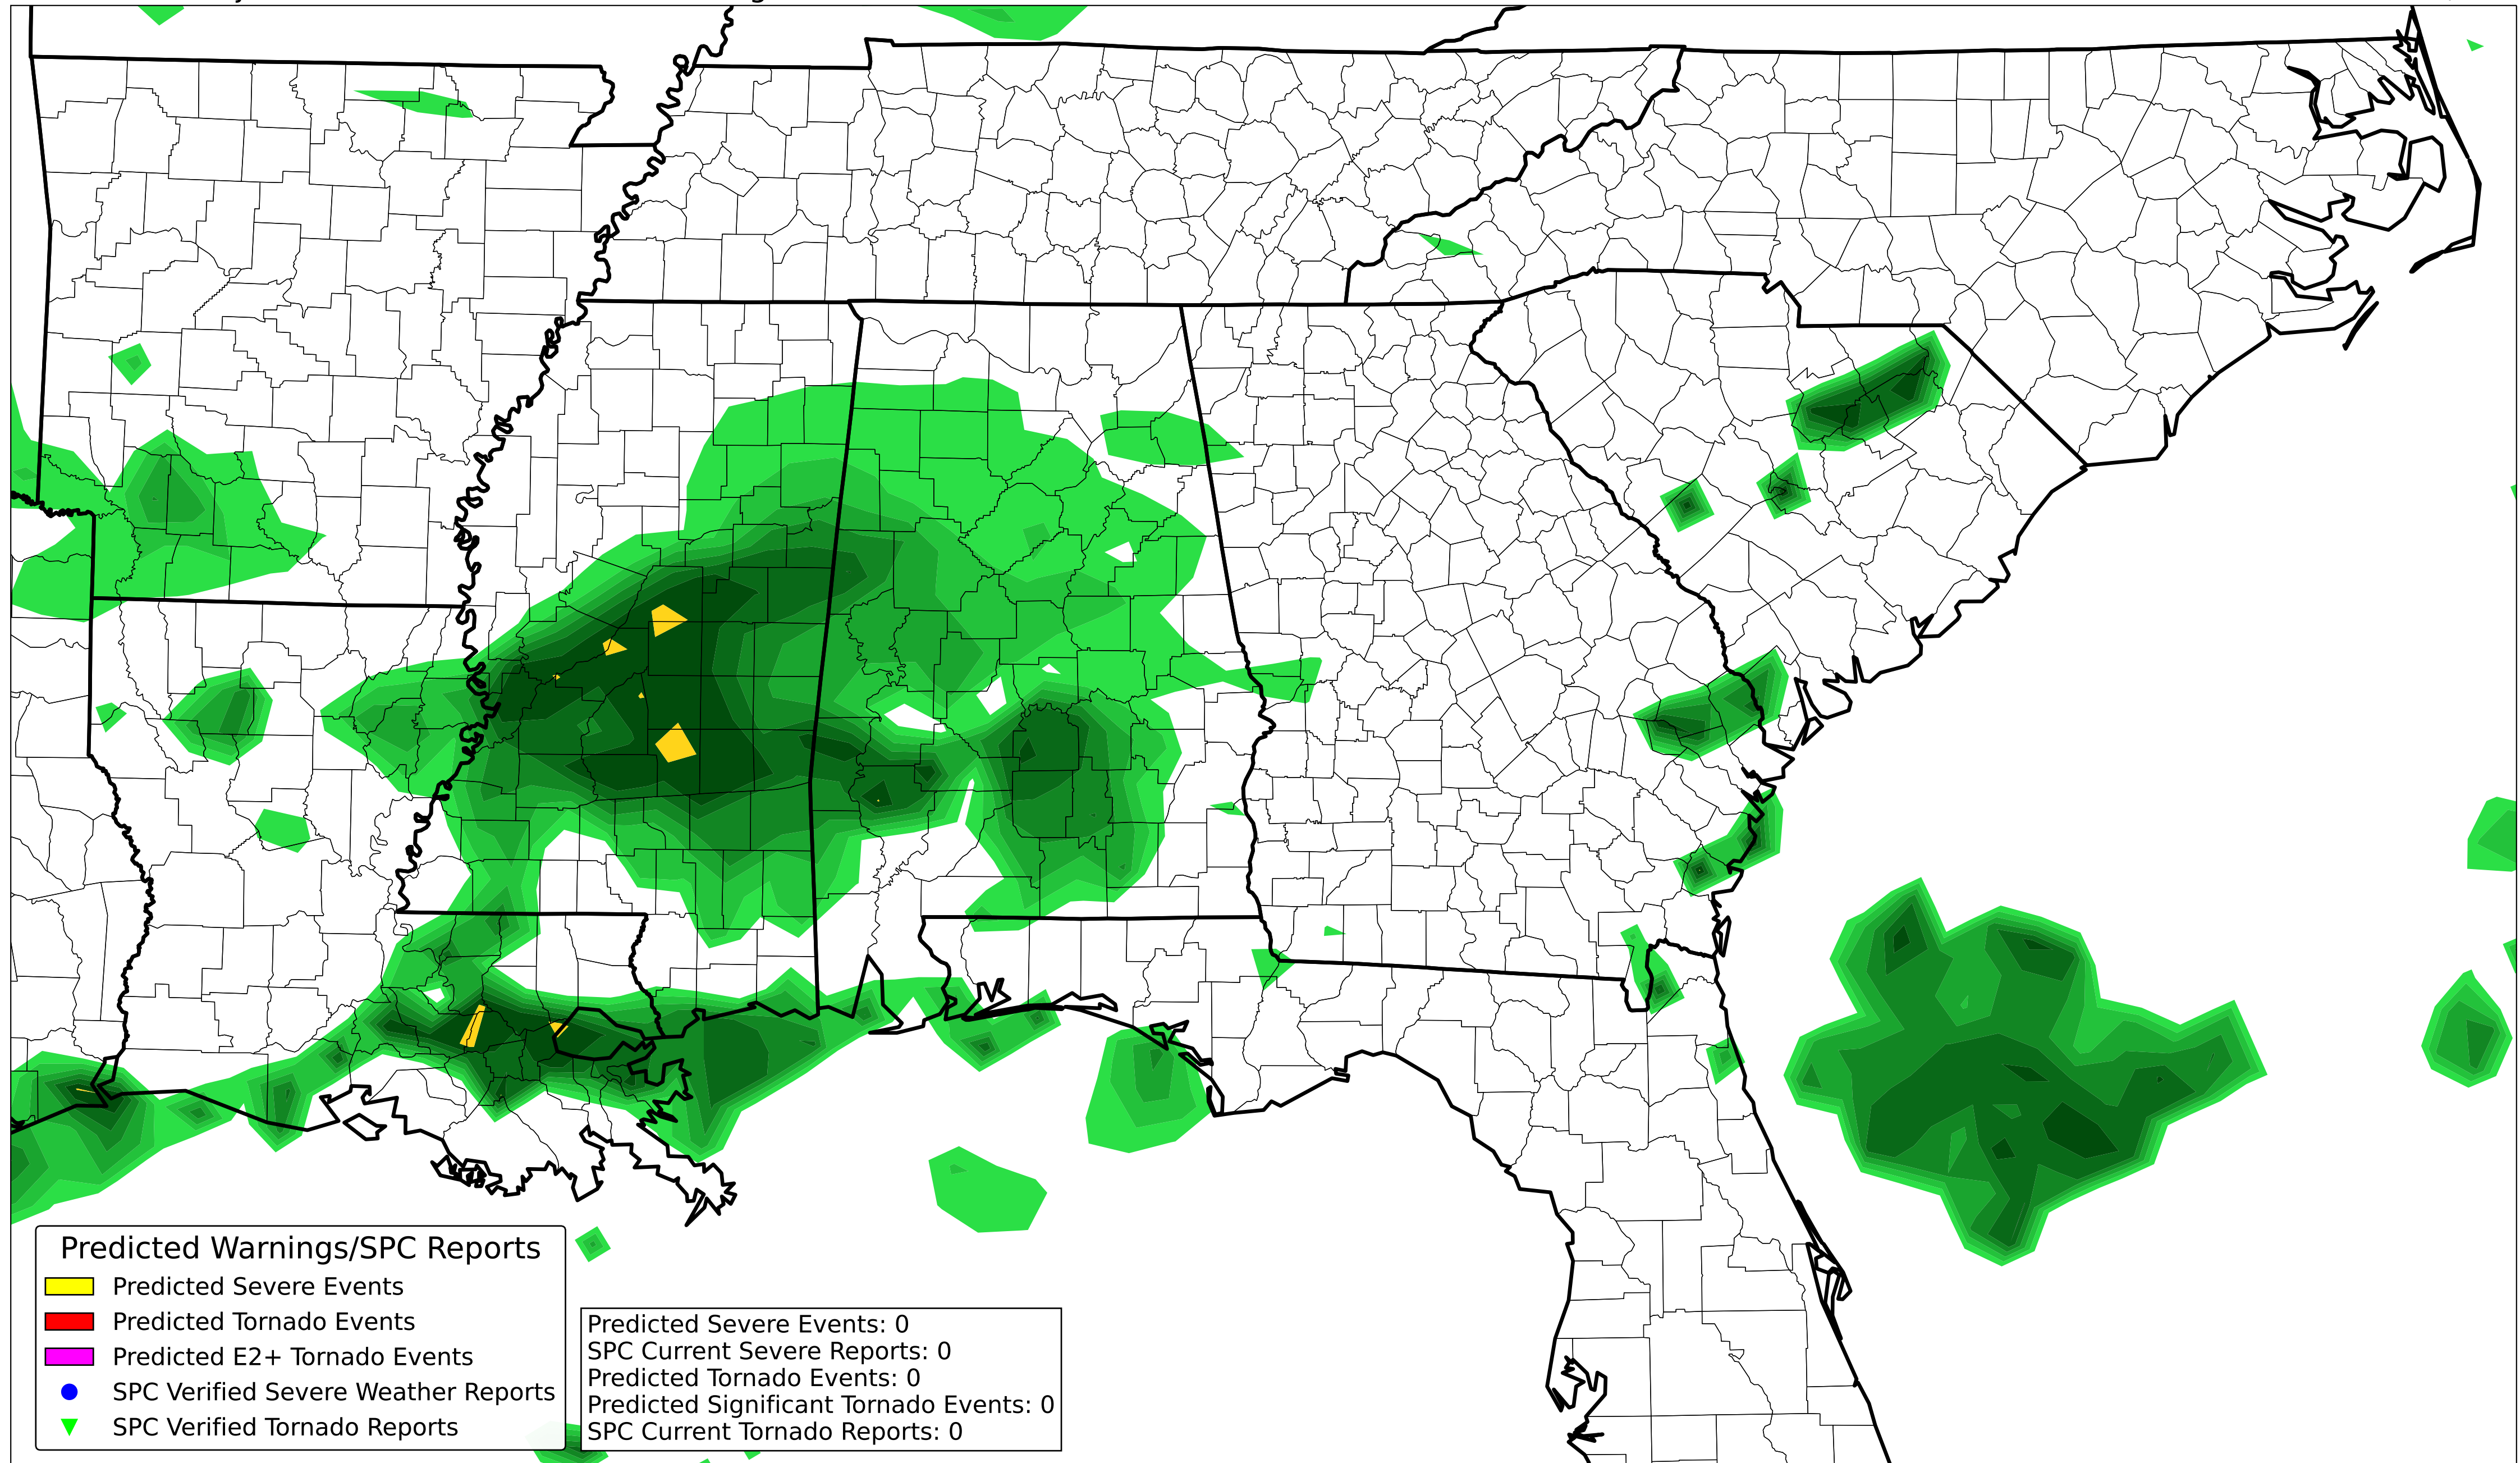 Predicted Warnings/SPC Reports
Predicted Severe Events
Predicted Tornado Events
Predicted E2+ Tornado Events
SPC Verified Severe Weather Reports
SPC Verified Tornado Reports
Predicted Severe Events: 0
SPC Current Severe Reports: 0
Predicted Tornado Events: 0
Predicted Significant Tornado Events: 0
SPC Current Tornado Reports: 0